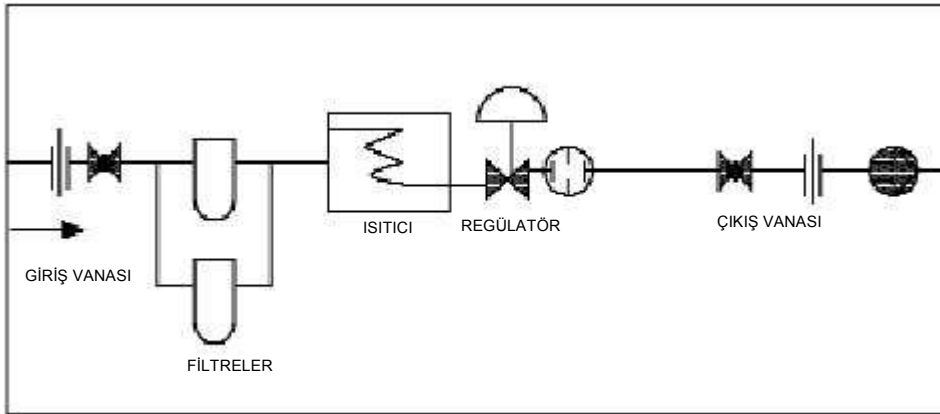 ISITICI
REGÜLATÖR
ÇIKIŞ VANASI
GİRİŞ VANASI
FİLTRELER